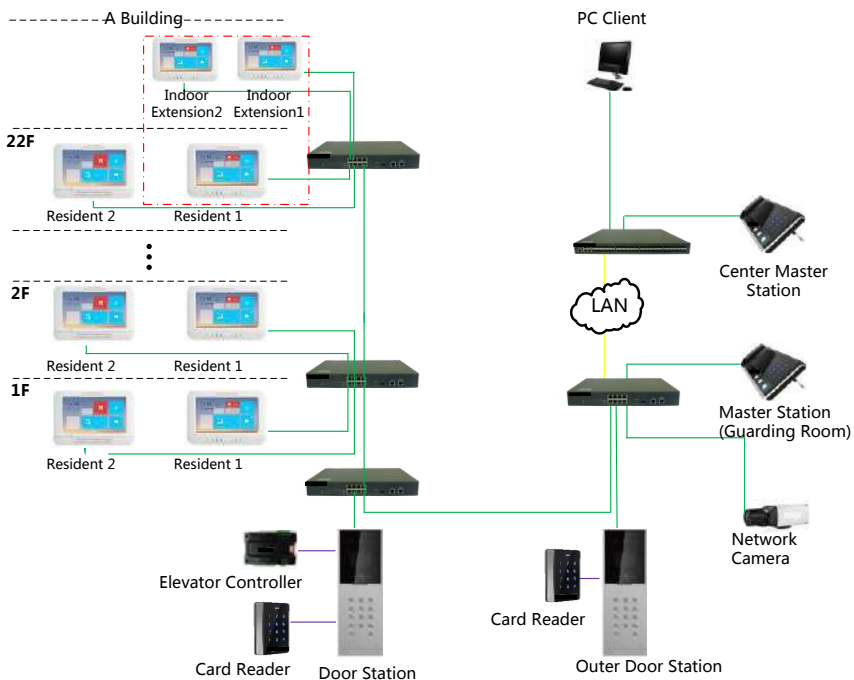 A Building
PC Client
Indoor
Extension2
Indoor
Extension1
22F
Resident 2
Resident 1
Center Master
Station
2F
LAN
Resident 2
Resident 1
1F
Master Station
(Guarding Room)
Resident 2
Resident 1
Network
Camera
Elevator Controller
Card Reader
Card Reader
Door Station
Outer Door Station